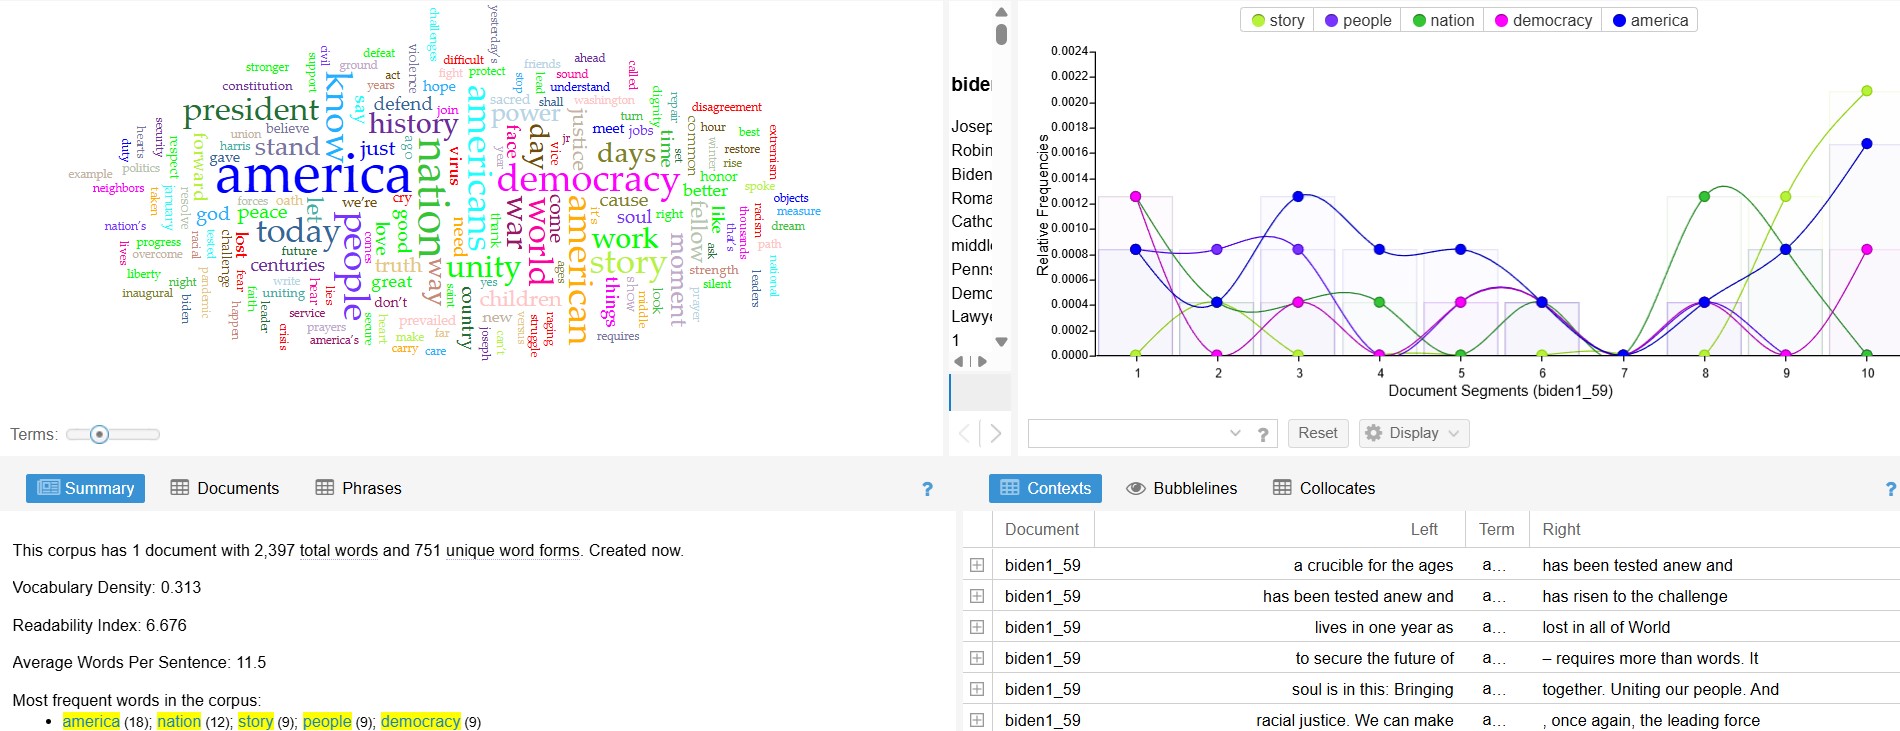 challenges
yesterday's
civil
support
defeat
violence
ground
difficult
friends
ahead
called
stronger
act
fight
protect
stop
lead
sound
constitution
know
years
hope
understand
dignity
repair
say
defend
sacred
shall
washington
disagreement
president
join
americans
power
justice
turn
security
hearts
believe
history
face
day
jr
meet
jobs
common
hour
best
extremism
duty
respect
forward
union
harris
stand
just
ago
nation
virus
year
vice
days
time
set
winter
restore
politics
gave
america
democracy
rise
example
honor
neighbors
taken
january
resolve
forces
oath
we're
cry
better
spoke
objects
god
peace
let
people
good
war
world
come
american
it's
cause
soul
right
fellow
like
thousands
racism
measure
nation's
racial
tested
challenge
lost
today
comes
love
need
thank
work
moment
that's
dream
lives
progress
overcome
future
ask
path
national
fear
centuries
truth
way
unity
ages
story
strength
liberty
night
pandemic
faith
write
hear
lies
great
saint
country
yes
things
show
look
silent
leaders
inaugural
biden
happen
leader
uniting
don't
children
middle
prayer
service
crisis
prayers
secure
heart
prevailed
new
versus
raging
struggle
america's
make
far
joseph
can't
requires
carry
care
Terms:
biden
Josep
Robin
Biden
Roma
Catho
middle
Penns
Demo
Lawye
1
story people nation democracy america
0.0024
0.0022
0.0020
0.0018
0.0016
0.0014
0.0012
0.0010
0.0008
0.0006
0.0004
0.0002
0.0000
Relative Frequencies
1 2 3 4 5 6 7 8 9 10
Document Segments (biden1_59)
? Reset Display
Summary Documents Phrases ?
This corpus has 1 document with 2,397 total words and 751 unique word forms. Created now.
Vocabulary Density: 0.313
Readability Index: 6.676
Average Words Per Sentence: 11.5
Most frequent words in the corpus:
• america (18); nation (12); story (9); people (9); democracy (9)
Contexts Bubblelines Collocates ?
Document Left Term Right
biden1_59 a crucible for the ages a... has been tested anew and
biden1_59 has been tested anew and a... has risen to the challenge
biden1_59 lives in one year as a... lost in all of World
biden1_59 to secure the future of a... – requires more than words. It
biden1_59 soul is in this: Bringing a... together. Uniting our people. And
biden1_59 racial justice. We can make a... , once again, the leading force